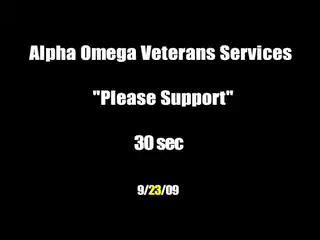 Alpha Omega Veterans Services
"Please Support"
30 sec
9/23/09